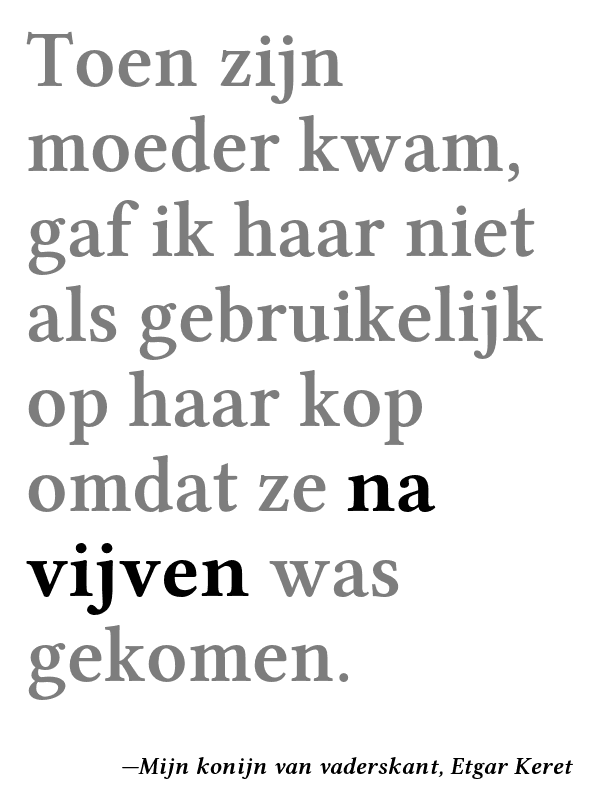 Toen zijn
moeder kwam,
gaf ik haar niet
als gebruikelijk
op haar kop
omdat ze na
vijven was
gekomen.
—Mijn konijn van vaderskant, Etgar Keret